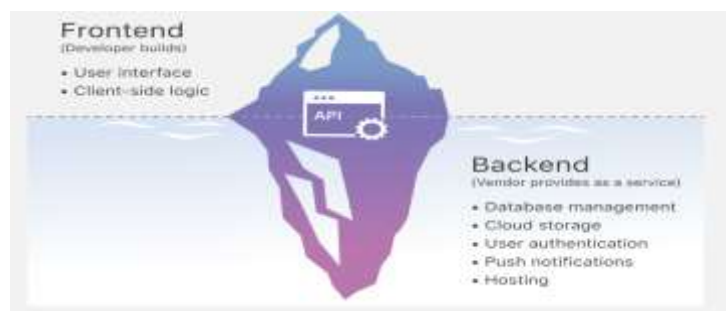 Frontend
(Developer builds)
• User interface
• Client-side logic
API
Backend
(Vendor provides as a service)
• Database management
• Cloud storage
• User authentication
• Push notifications
• Hosting